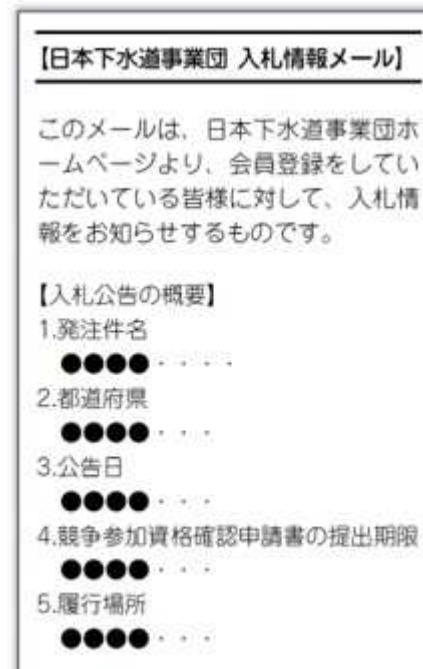 【日本下水道事業団 入札情報メール】
このメールは、日本下水道事業団ホ
ームページより、会員登録をしてい
ただいている皆様に対して、入札情
報をお知らせするものです。
【入札公告の概要】
1.発注件名
●●●●・・・・
2.都道府県
●●●●・・・
3.公告日
●●●●・・・
4.競争参加資格確認申請書の提出期限
●●●●・・・
5.履行場所
●●●●・・・